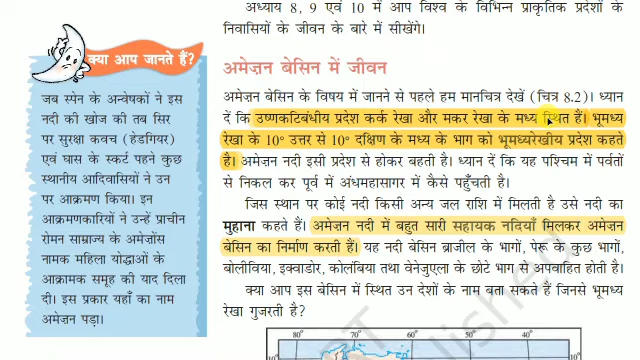 अध्याय 8, 9 एवं 10 में आप विश्व के विभिन्न प्राकृतिक प्रदेशों के
निवासियों के जीवन के बारे में सीखेंगे।
क्या आप जानते हैं?
जब स्पेन के अन्वेषकों ने इस
नदी की खोज की तब सिर
पर सुरक्षा कवच (हेडगियर)
एवं घास के स्कर्ट पहने कुछ
स्थानीय आदिवासियों ने उन
पर आक्रमण किया। इन
आक्रमणकारियों ने उन्हें प्राचीन
रोमन साम्राज्य के अमेज़ोंस
नामक महिला योद्धाओं के
आक्रामक समूह की याद दिला
दी। इस प्रकार यहाँ का नाम
अमेज़न पड़ा।
अमेज़न बेसिन में जीवन
अमेज़न बेसिन के विषय में जानने से पहले हम मानचित्र देखें (चित्र 8.2)। ध्यान
दें कि उष्णकटिबंधीय प्रदेश कर्क रेखा और मकर रेखा के मध्य स्थित हैं। भूमध्य
रेखा के 10° उत्तर से 10° दक्षिण के मध्य के भाग को भूमध्यरेखीय प्रदेश कहते
है। अमेज़न नदी इसी प्रदेश से होकर बहती है। ध्यान दें कि यह पश्चिम में पर्वतों
से निकल कर पूर्व में अंधमहासागर में कैसे पहुँचती है।
जिस स्थान पर कोई नदी किसी अन्य जल राशि में मिलती है उसे नदी का
मुहाना कहते हैं। अमेज़न नदी में बहुत सारी सहायक नदियाँ मिलकर अमेज़न
बेसिन का निर्माण करती हैं। यह नदी बेसिन ब्राजील के भागों, पेरू के कुछ भागों,
बोलीविया, इक्वाडोर, कोलंबिया तथा वेनेजुएला के छोटे भाग से अपवाहित होती है।
क्या आप इस बेसिन में स्थित उन देशों के नाम बता सकते हैं जिनसे भूमध्य
रेखा गुजरती है?
80° 70° 60° 50° 40°
10° 10°